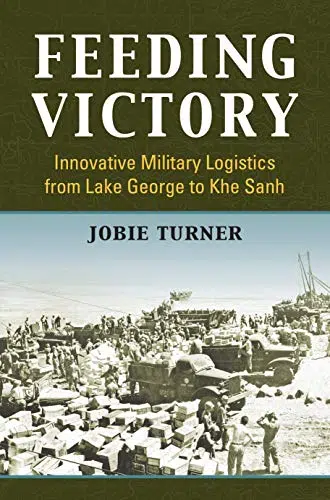 FEEDING
VICTORY
Innovative Military Logistics
from Lake George to Khe Sanh
JOBIE TURNER